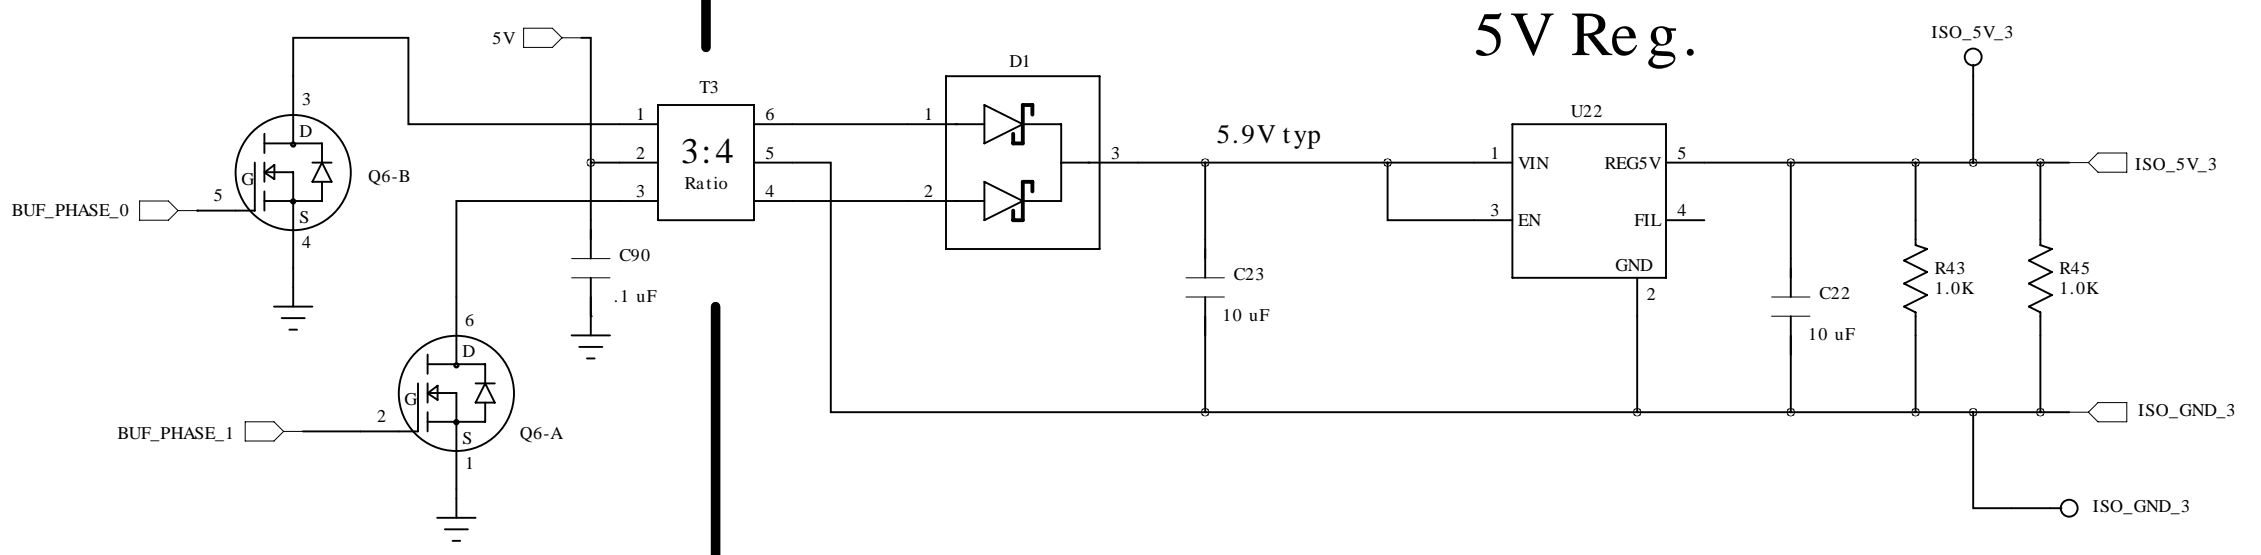 5V Reg.
5V
ISO_5V_3
D1
T3
3
1
6
1
U22
D
3:4
5.9V typ
2
5
3
1
VIN
REG5V
5
ISO_5V_3
G
Q6-B
Ratio
5
3
4
2
BUF_PHASE_0
S
3
EN
FIL
4
4
C90
GND
C23
R43
R45
.1 uF
2
C22
1.0K
1.0K
10 uF
6
10 uF
D
G
2
ISO_GND_3
BUF_PHASE_1
S
Q6-A
1
ISO_GND_3